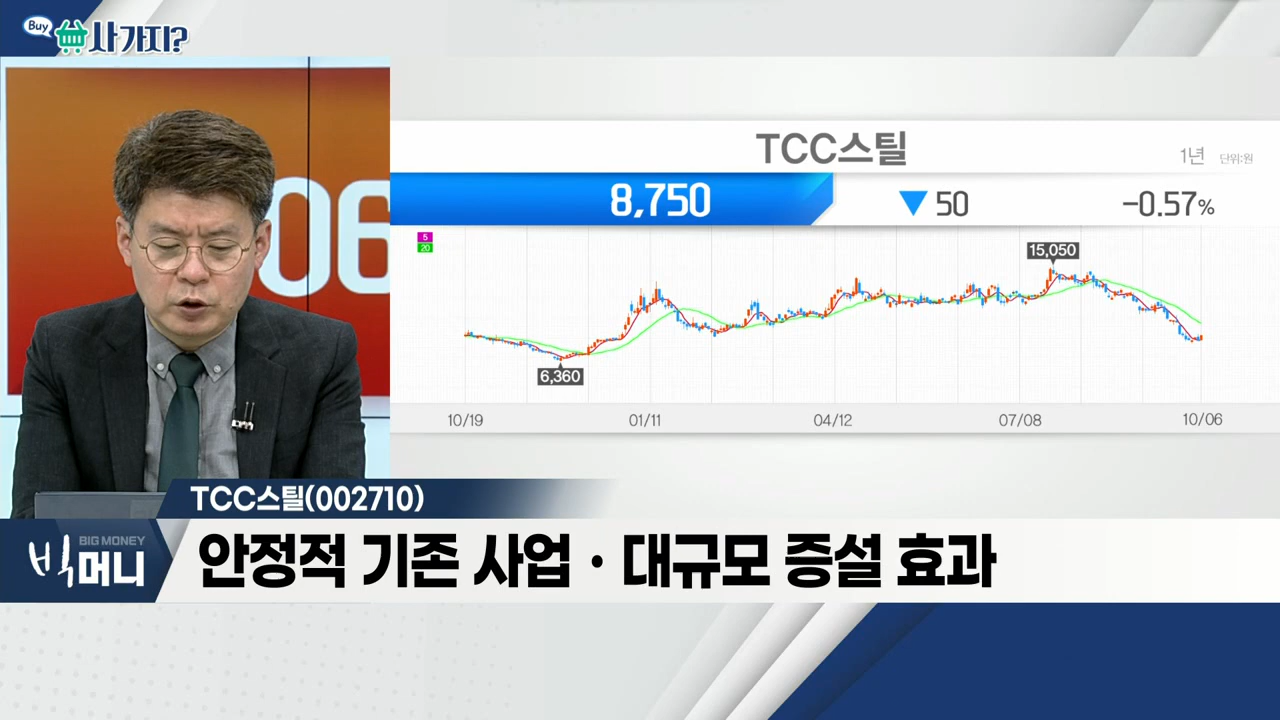 Buy
사가지?
06
TCC스틸
1년 단위:원
8,750 ▼50 -0.57%
5
20
15,050
6,360
10/19 01/11 04/12 07/08 10/06
TCC스틸(002710)
BIG MONEY
빅머니
안정적 기존 사업·대규모 증설 효과